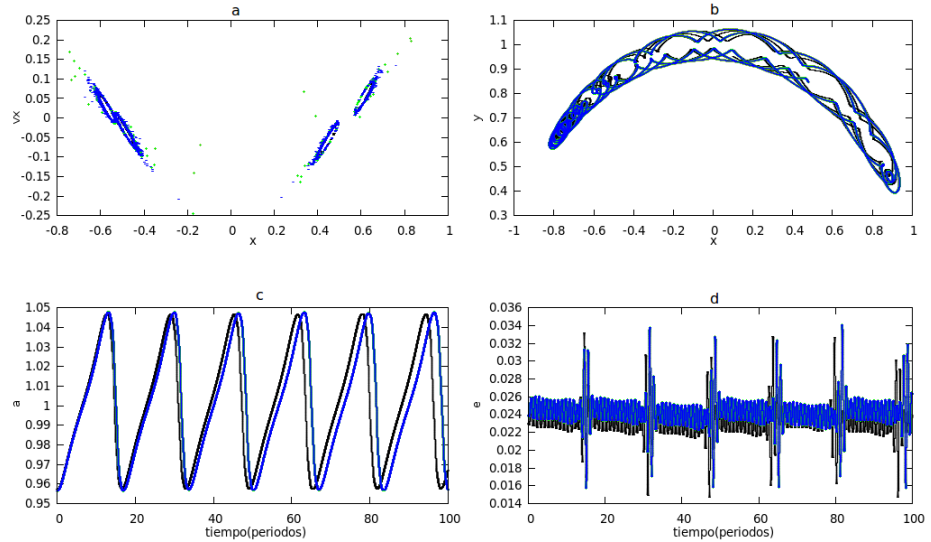 a
0.25
0.2
0.15
0.1
0.05
0
-0.05
-0.1
-0.15
-0.2
-0.25
vx
-0.8 -0.6 -0.4 -0.2 0 0.2 0.4 0.6 0.8 1
x
b
1.1
1
0.9
0.8
0.7
0.6
0.5
0.4
0.3
y
-1 -0.8 -0.6 -0.4 -0.2 0 0.2 0.4 0.6 0.8 1
x
c
1.05
1.04
1.03
1.02
1.01
1
0.99
0.98
0.97
0.96
0.95
a
0 20 40 60 80 100
tiempo(periodos)
d
0.036
0.034
0.032
0.03
0.028
0.026
0.024
0.022
0.02
0.018
0.016
0.014
e
0 20 40 60 80 100
tiempo(periodos)